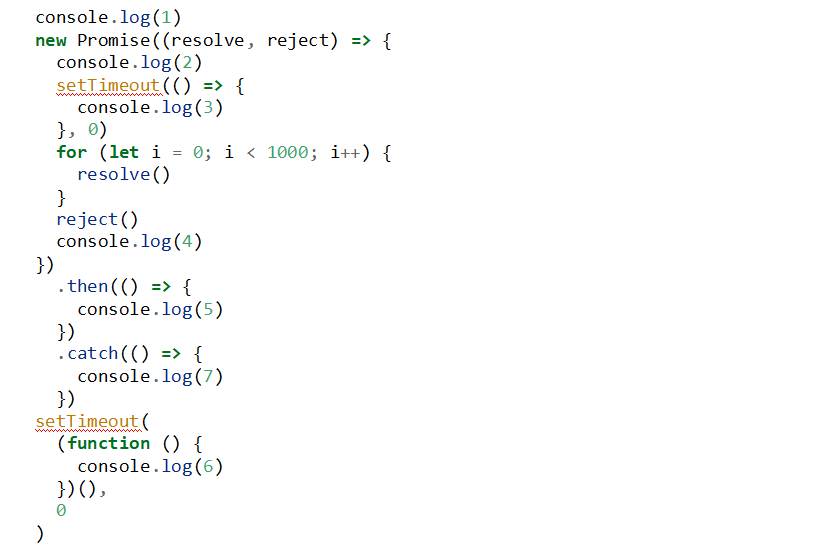 console.log(1)
new Promise((resolve, reject) => {
  console.log(2)
  setTimeout(() => {
    console.log(3)
  }, 0)
  for (let i = 0; i < 1000; i++) {
    resolve()
  }
  reject()
  console.log(4)
})
  .then(() => {
    console.log(5)
  })
  .catch(() => {
    console.log(7)
  })
setTimeout(
  (function () {
    console.log(6)
  })(),
  0
)